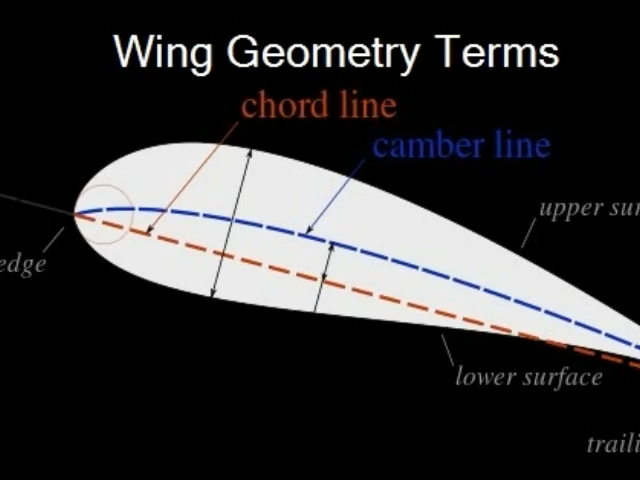 Wing Geometry Terms
chord line
camber line
upper sur
edge
lower surface
traili